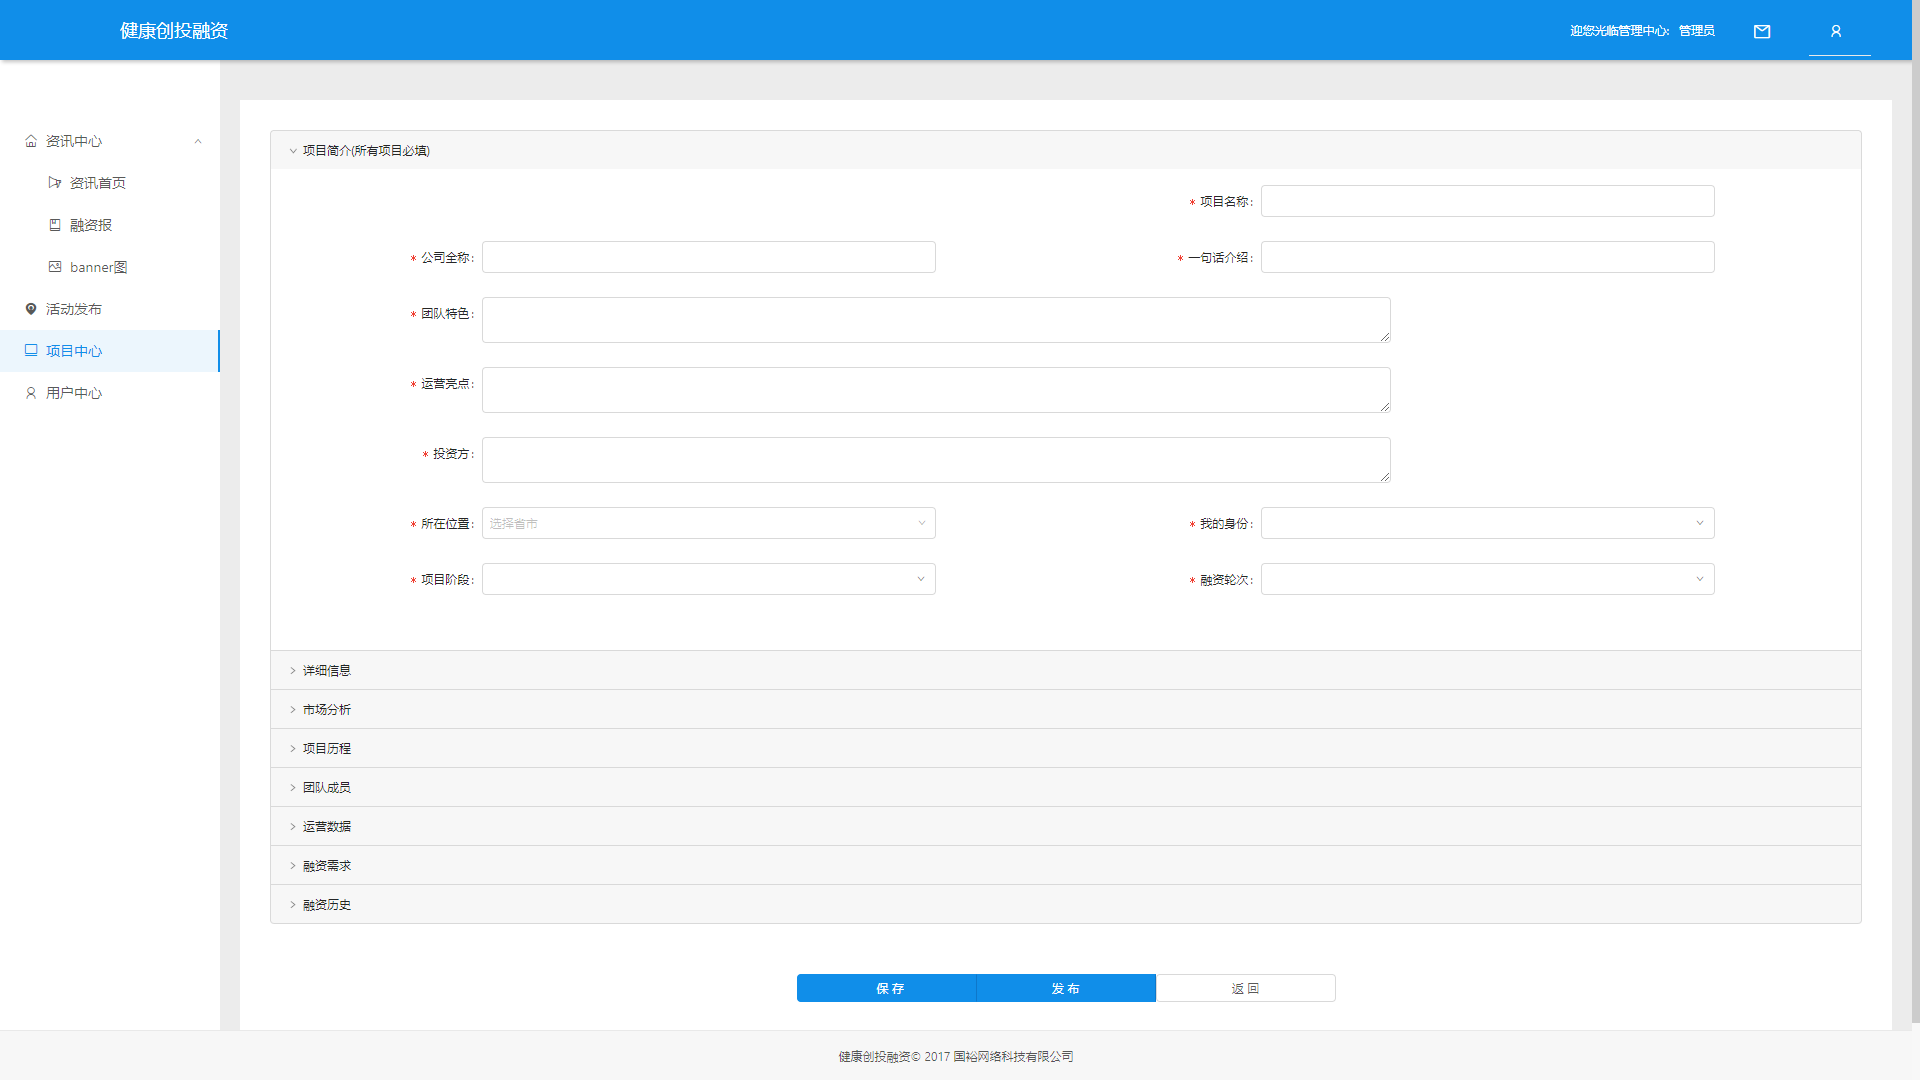 健康创投融资
迎您光临管理中心: 管理员
资讯中心
资讯首页
融资报
banner图
活动发布
项目中心
用户中心
项目简介(所有项目必填)
* 项目名称:
* 公司全称:
* 一句话介绍:
* 团队特色:
* 运营亮点:
* 投资方:
* 所在位置: 选择省市
* 我的身份:
* 项目阶段:
* 融资轮次:
详细信息
市场分析
项目历程
团队成员
运营数据
融资需求
融资历史
保 存
发 布
返 回
健康创投融资© 2017 国裕网络科技有限公司